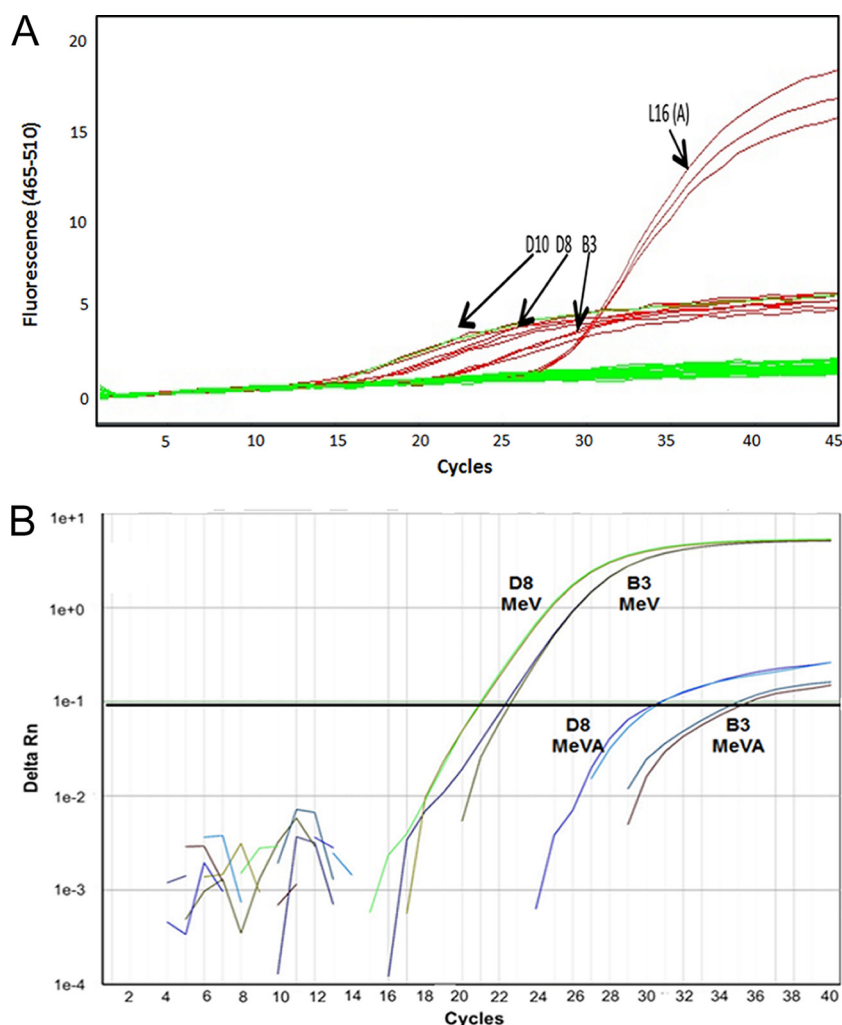 A
Fluorescence (465-510)
20
15
10
5
0
L16 (A)
D10 D8 B3
5 10 15 20 25 30 35 40 45
Cycles
B
Delta Rn
1e+1
1e+0
1e-1
1e-2
1e-3
1e-4
D8
MeV
B3
MeV
D8
MeVA
B3
MeVA
2 4 6 8 10 12 14 16 18 20 22 24 26 28 30 32 34 36 38 40
Cycles